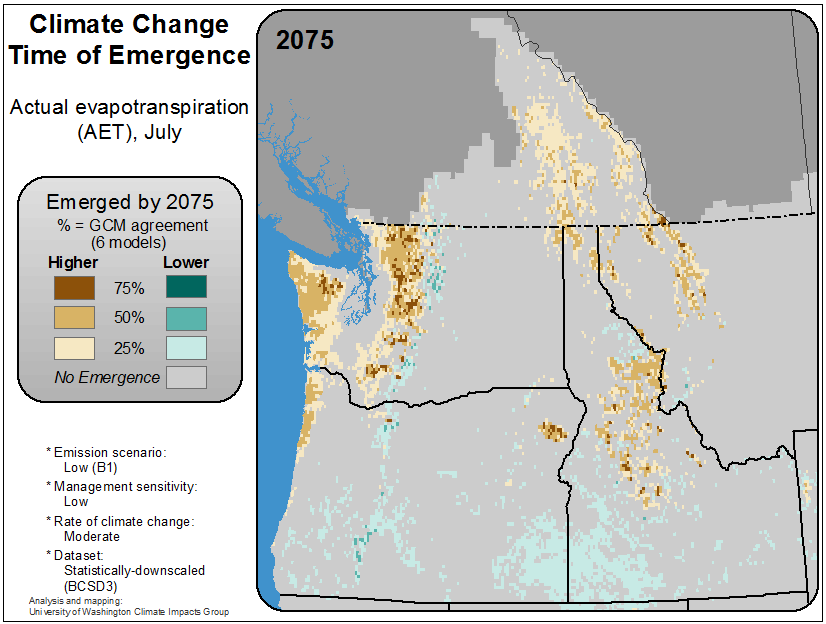 Climate Change
Time of Emergence
Actual evapotranspiration
(AET), July
Emerged by 2075
% = GCM agreement
(6 models)
Higher Lower
75%
50%
25%
No Emergence
* Emission scenario:
Low (B1)
* Management sensitivity:
Low
* Rate of climate change:
Moderate
* Dataset:
Statistically-downscaled
(BCSD3)
Analysis and mapping:
University of Washington Climate Impacts Group
2075